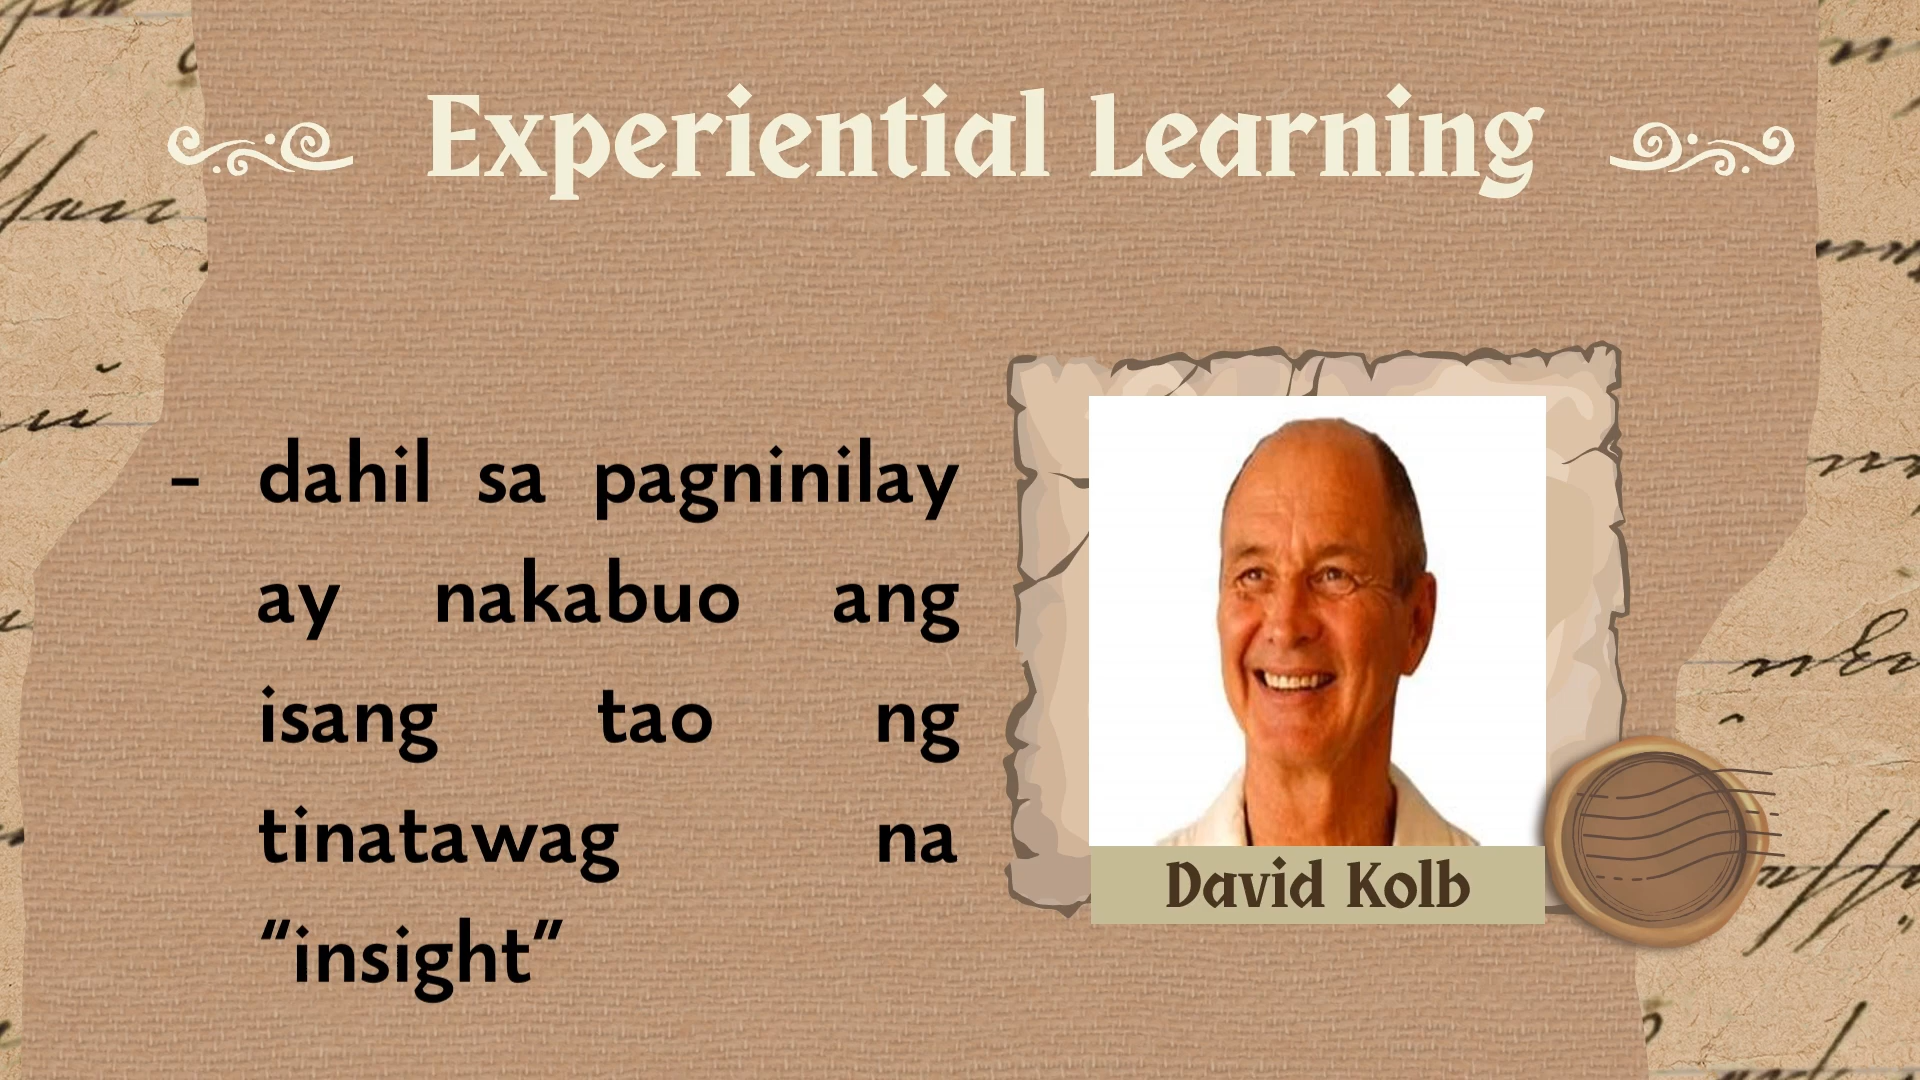 Experiential Learning
- dahil sa pagninilay
ay nakabuo ang
isang tao ng
tinatawag na
“insight”
David Kolb